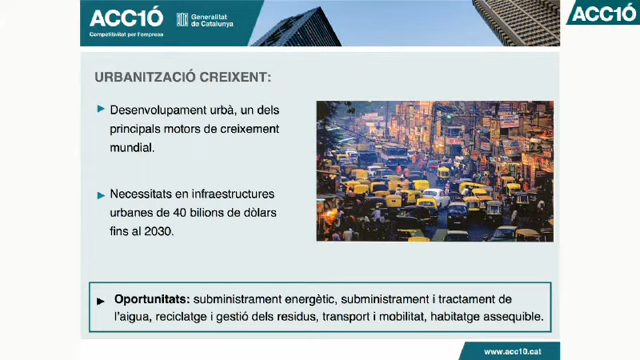 ACC1Ó
Competitivitat per l'empresa
Generalitat
de Catalunya
ACC1Ó
URBANITZACIÓ CREIXENT:
Desenvolupament urbà, un dels
principals motors de creixement
mundial.
Necessitats en infraestructures
urbanes de 40 bilions de dòlars
fins al 2030.
Oportunitats: subministrament energètic, subministrament i tractament de
l'aigua, reciclatge i gestió dels residus, transport i mobilitat, habitatge assequible.
www.acc10.cat